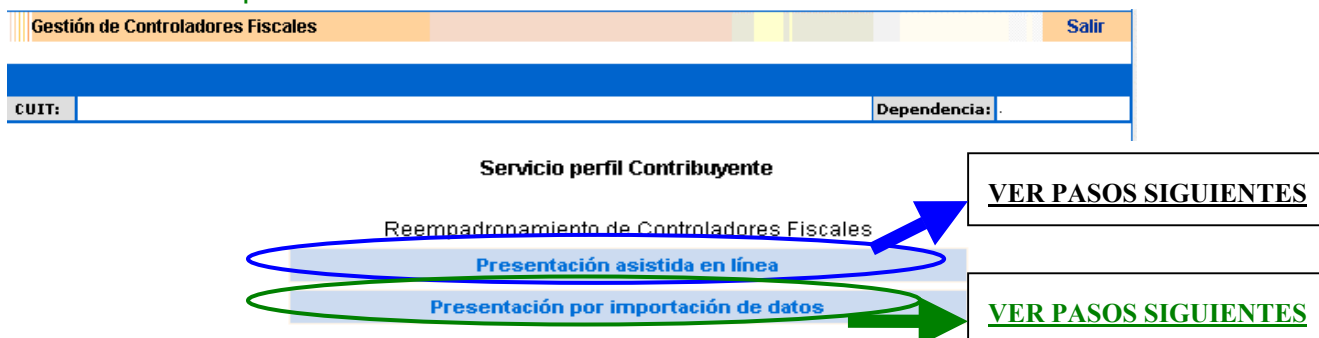 Gestión de Controladores Fiscales Salir
CUIT: Dependencia:
Servicio perfil Contribuyente
VER PASOS SIGUIENTES
Reempadronamiento de Controladores Fiscales
Presentación asistida en línea
Presentación por importación de datos
VER PASOS SIGUIENTES